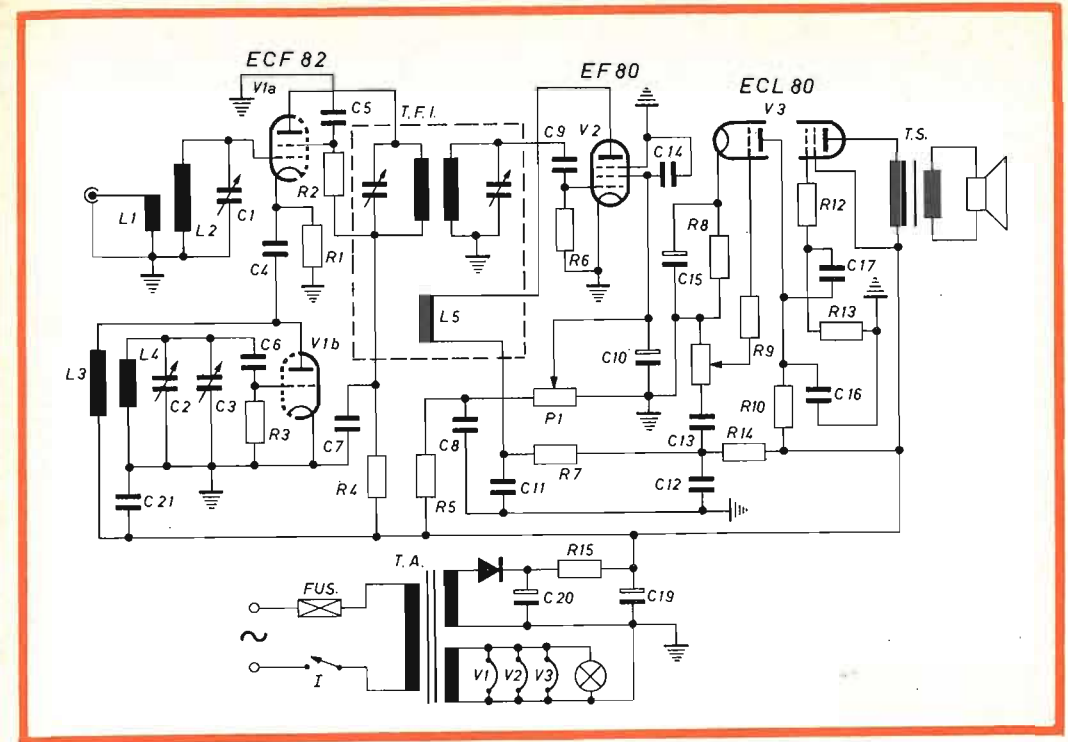 ECF 82
EF 80
ECL 80
V1a
C5
T.F.I.
C9
V2
C14
V3
T.S.
L1
L2
C1
R2
R1
C4
R6
C15
R8
R12
C17
R13
L5
R9
L3
L4
C2
C3
C6
V1b
R3
C7
C10
P1
C8
R7
C13
R10
C16
R14
C21
R4
R5
C11
C12
T.A.
R15
FUS.
C20
C19
~
I
V1
V2
V3